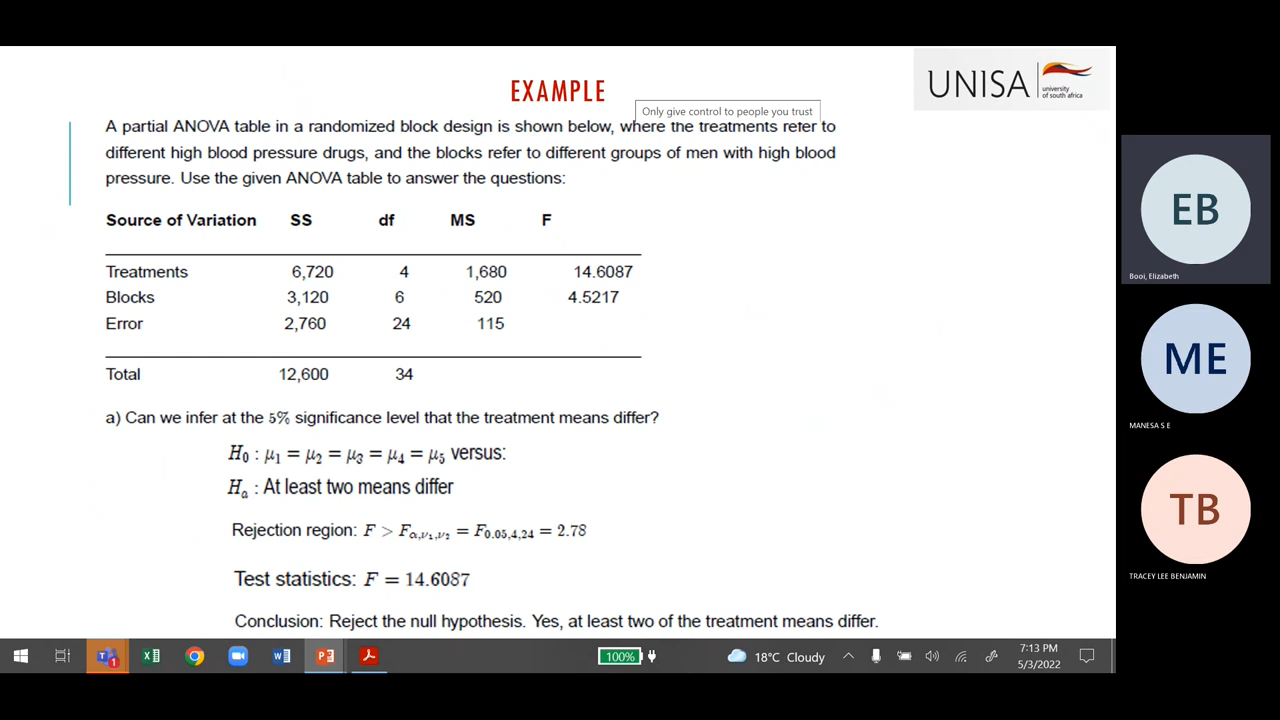 EXAMPLE
UNISA
university
of south africa
Only give control to people you trust
A partial ANOVA table in a randomized block design is shown below, where the treatments refer to
different high blood pressure drugs, and the blocks refer to different groups of men with high blood
pressure. Use the given ANOVA table to answer the questions:
Source of Variation SS df MS F
Treatments 6,720 4 1,680 14.6087
Blocks 3,120 6 520 4.5217
Error 2,760 24 115
Total 12,600 34
a) Can we infer at the 5% significance level that the treatment means differ?
H₀ : μ₁ = μ₂ = μ₃ = μ₄ = μ₅ versus:
Hₐ : At least two means differ
Rejection region: F > F_{α,ν₁,ν₂} = F_{0.05,4,24} = 2.78
Test statistics: F = 14.6087
Conclusion: Reject the null hypothesis. Yes, at least two of the treatment means differ.
EB
Booi, Elizabeth
ME
MANESA S E
TB
TRACEY LEE BENJAMIN
100%
18°C Cloudy
7:13 PM
5/3/2022